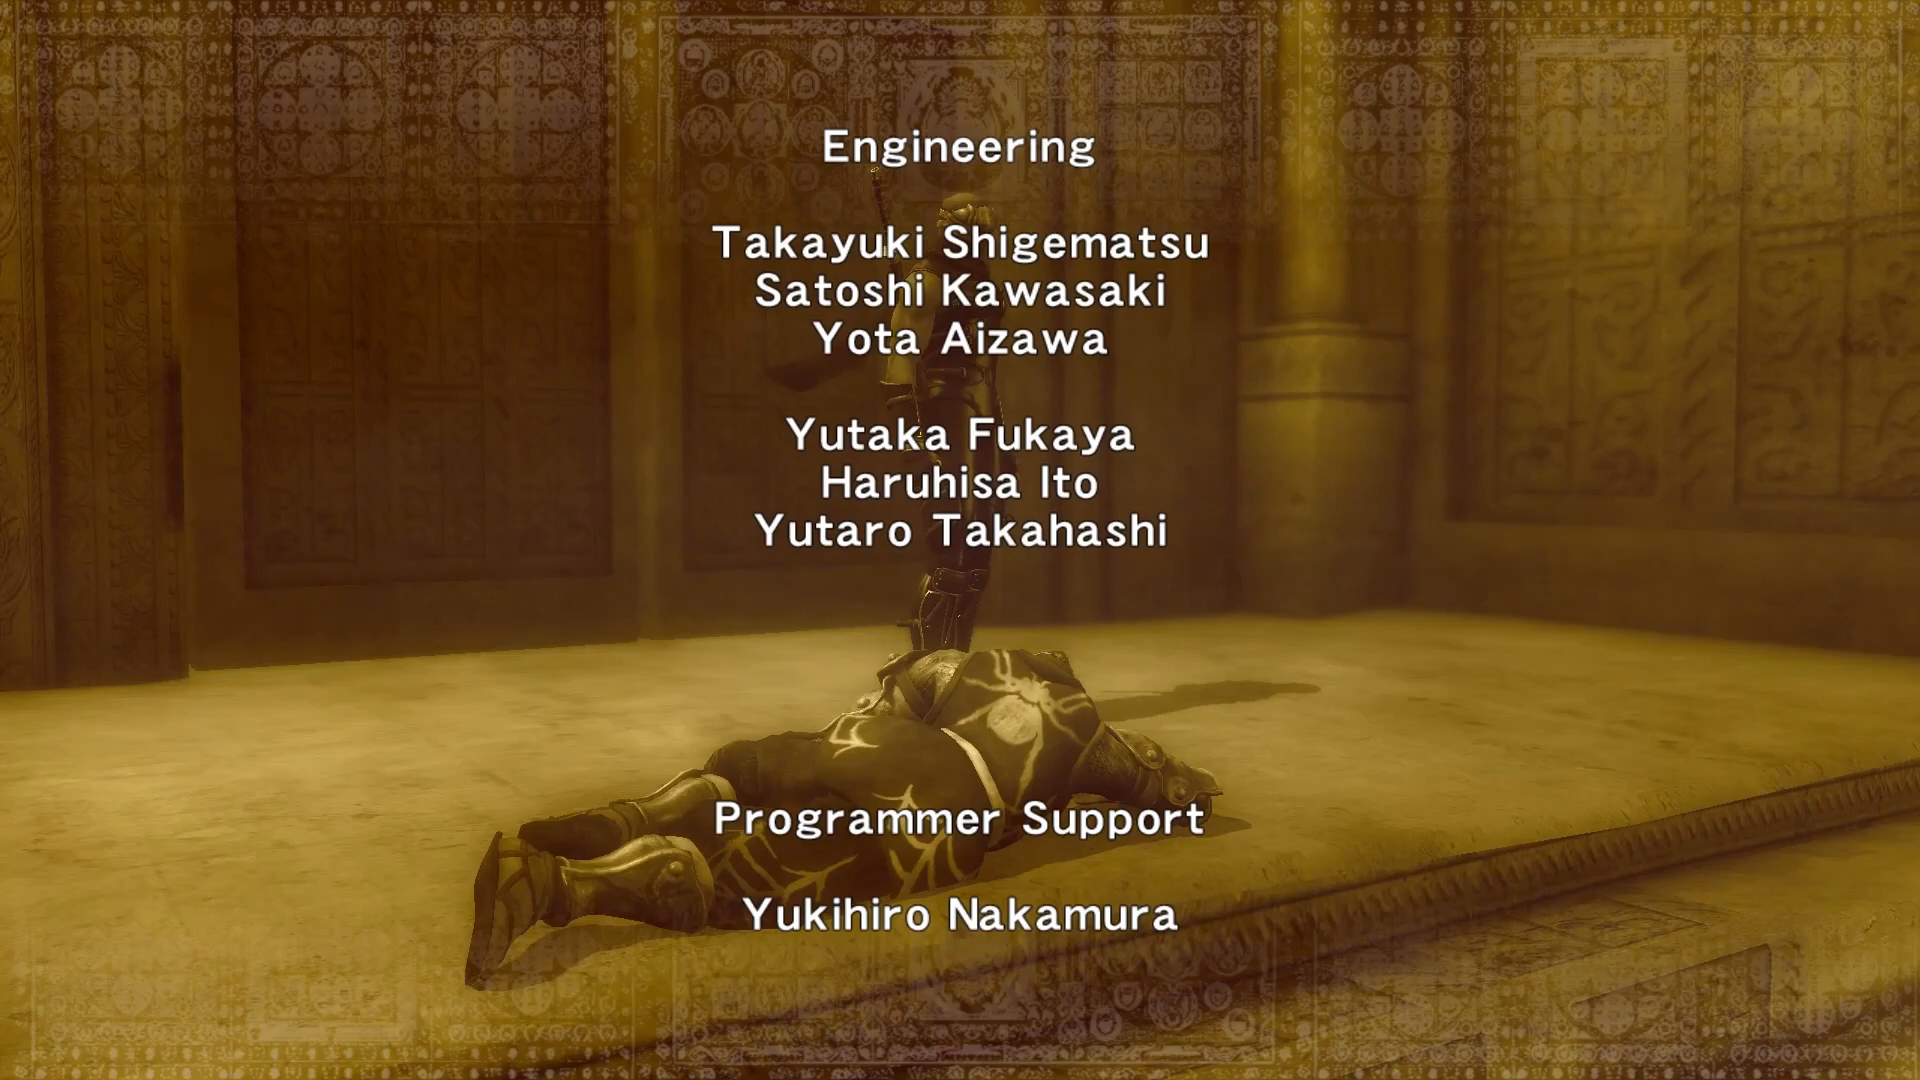 Engineering
Takayuki Shigematsu
Satoshi Kawasaki
Yota Aizawa
Yutaka Fukaya
Haruhisa Ito
Yutaro Takahashi
Programmer Support
Yukihiro Nakamura